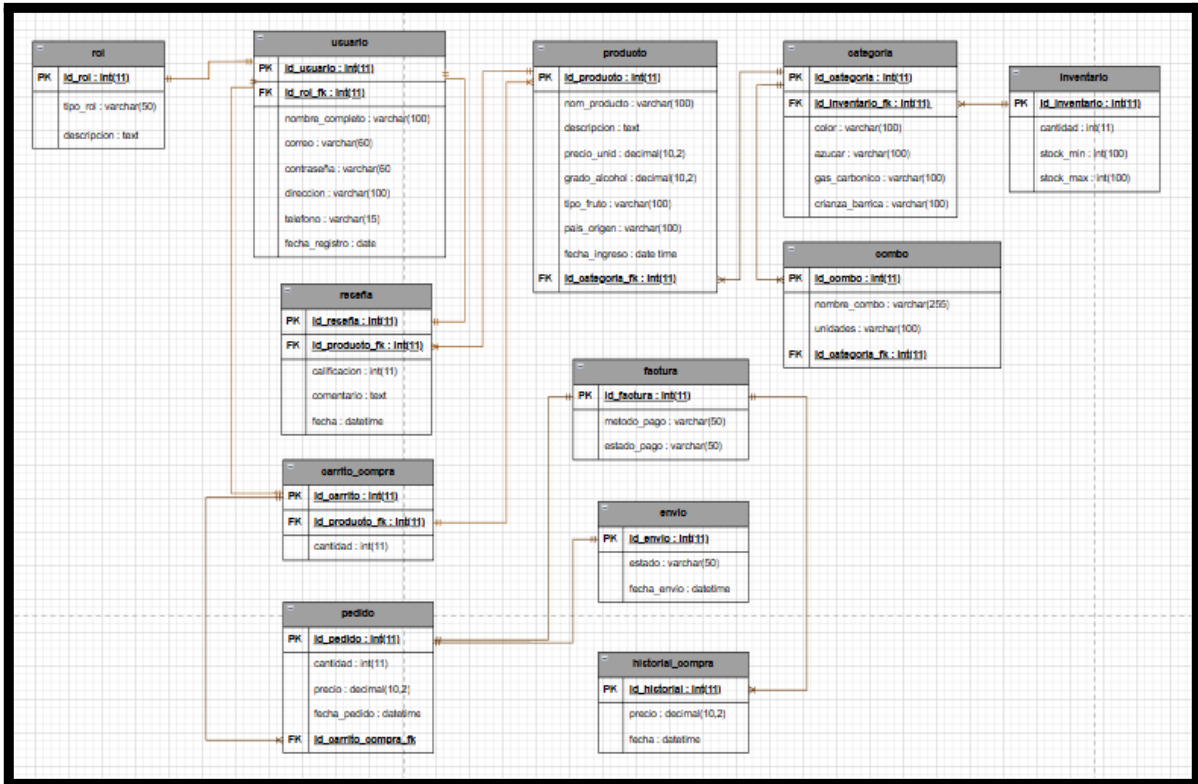 rol
PK id_rol : int(11)
tipo_rol : varchar(50)
descripcion : text
usuario
PK id_usuario : int(11)
FK id_rol_fk : int(11)
nombre_completo : varchar(100)
correo : varchar(60)
contraseña : varchar(60
direccion : varchar(100)
telefono : varchar(15)
fecha_registro : date
producto
PK id_producto : int(11)
nom_producto : varchar(100)
descripcion : text
precio_unid : decimal(10,2)
grado_alcohol : decimal(10,2)
tipo_fruto : varchar(100)
pais_origen : varchar(100)
fecha_ingreso : date time
FK id_categoria_fk : int(11)
categoria
PK id_categoria : int(11)
FK id_inventario_fk : int(11)
color : varchar(100)
azucar : varchar(100)
gas_carbonico : varchar(100)
crianza_barrica : varchar(100)
inventario
PK id_inventario : int(11)
cantidad : int(11)
stock_min : int(100)
stock_max : int(100)
combo
PK id_combo : int(11)
nombre_combo : varchar(255)
unidades : varchar(100)
FK id_categoria_fk : int(11)
reseña
PK id_reseña : int(11)
FK id_producto_fk : int(11)
calificacion : int(11)
comentario : text
fecha : datetime
factura
PK id_factura : int(11)
metodo_pago : varchar(50)
estado_pago : varchar(50)
carrito_compra
PK id_carrito : int(11)
FK id_producto_fk : int(11)
cantidad : int(11)
envio
PK id_envio : int(11)
estado : varchar(50)
fecha_envio : datetime
pedido
PK id_pedido : int(11)
cantidad : int(11)
precio : decimal(10,2)
fecha_pedido : datetime
FK id_carrito_compra_fk
historial_compra
PK id_historial : int(11)
precio : decimal(10,2)
fecha : datetime